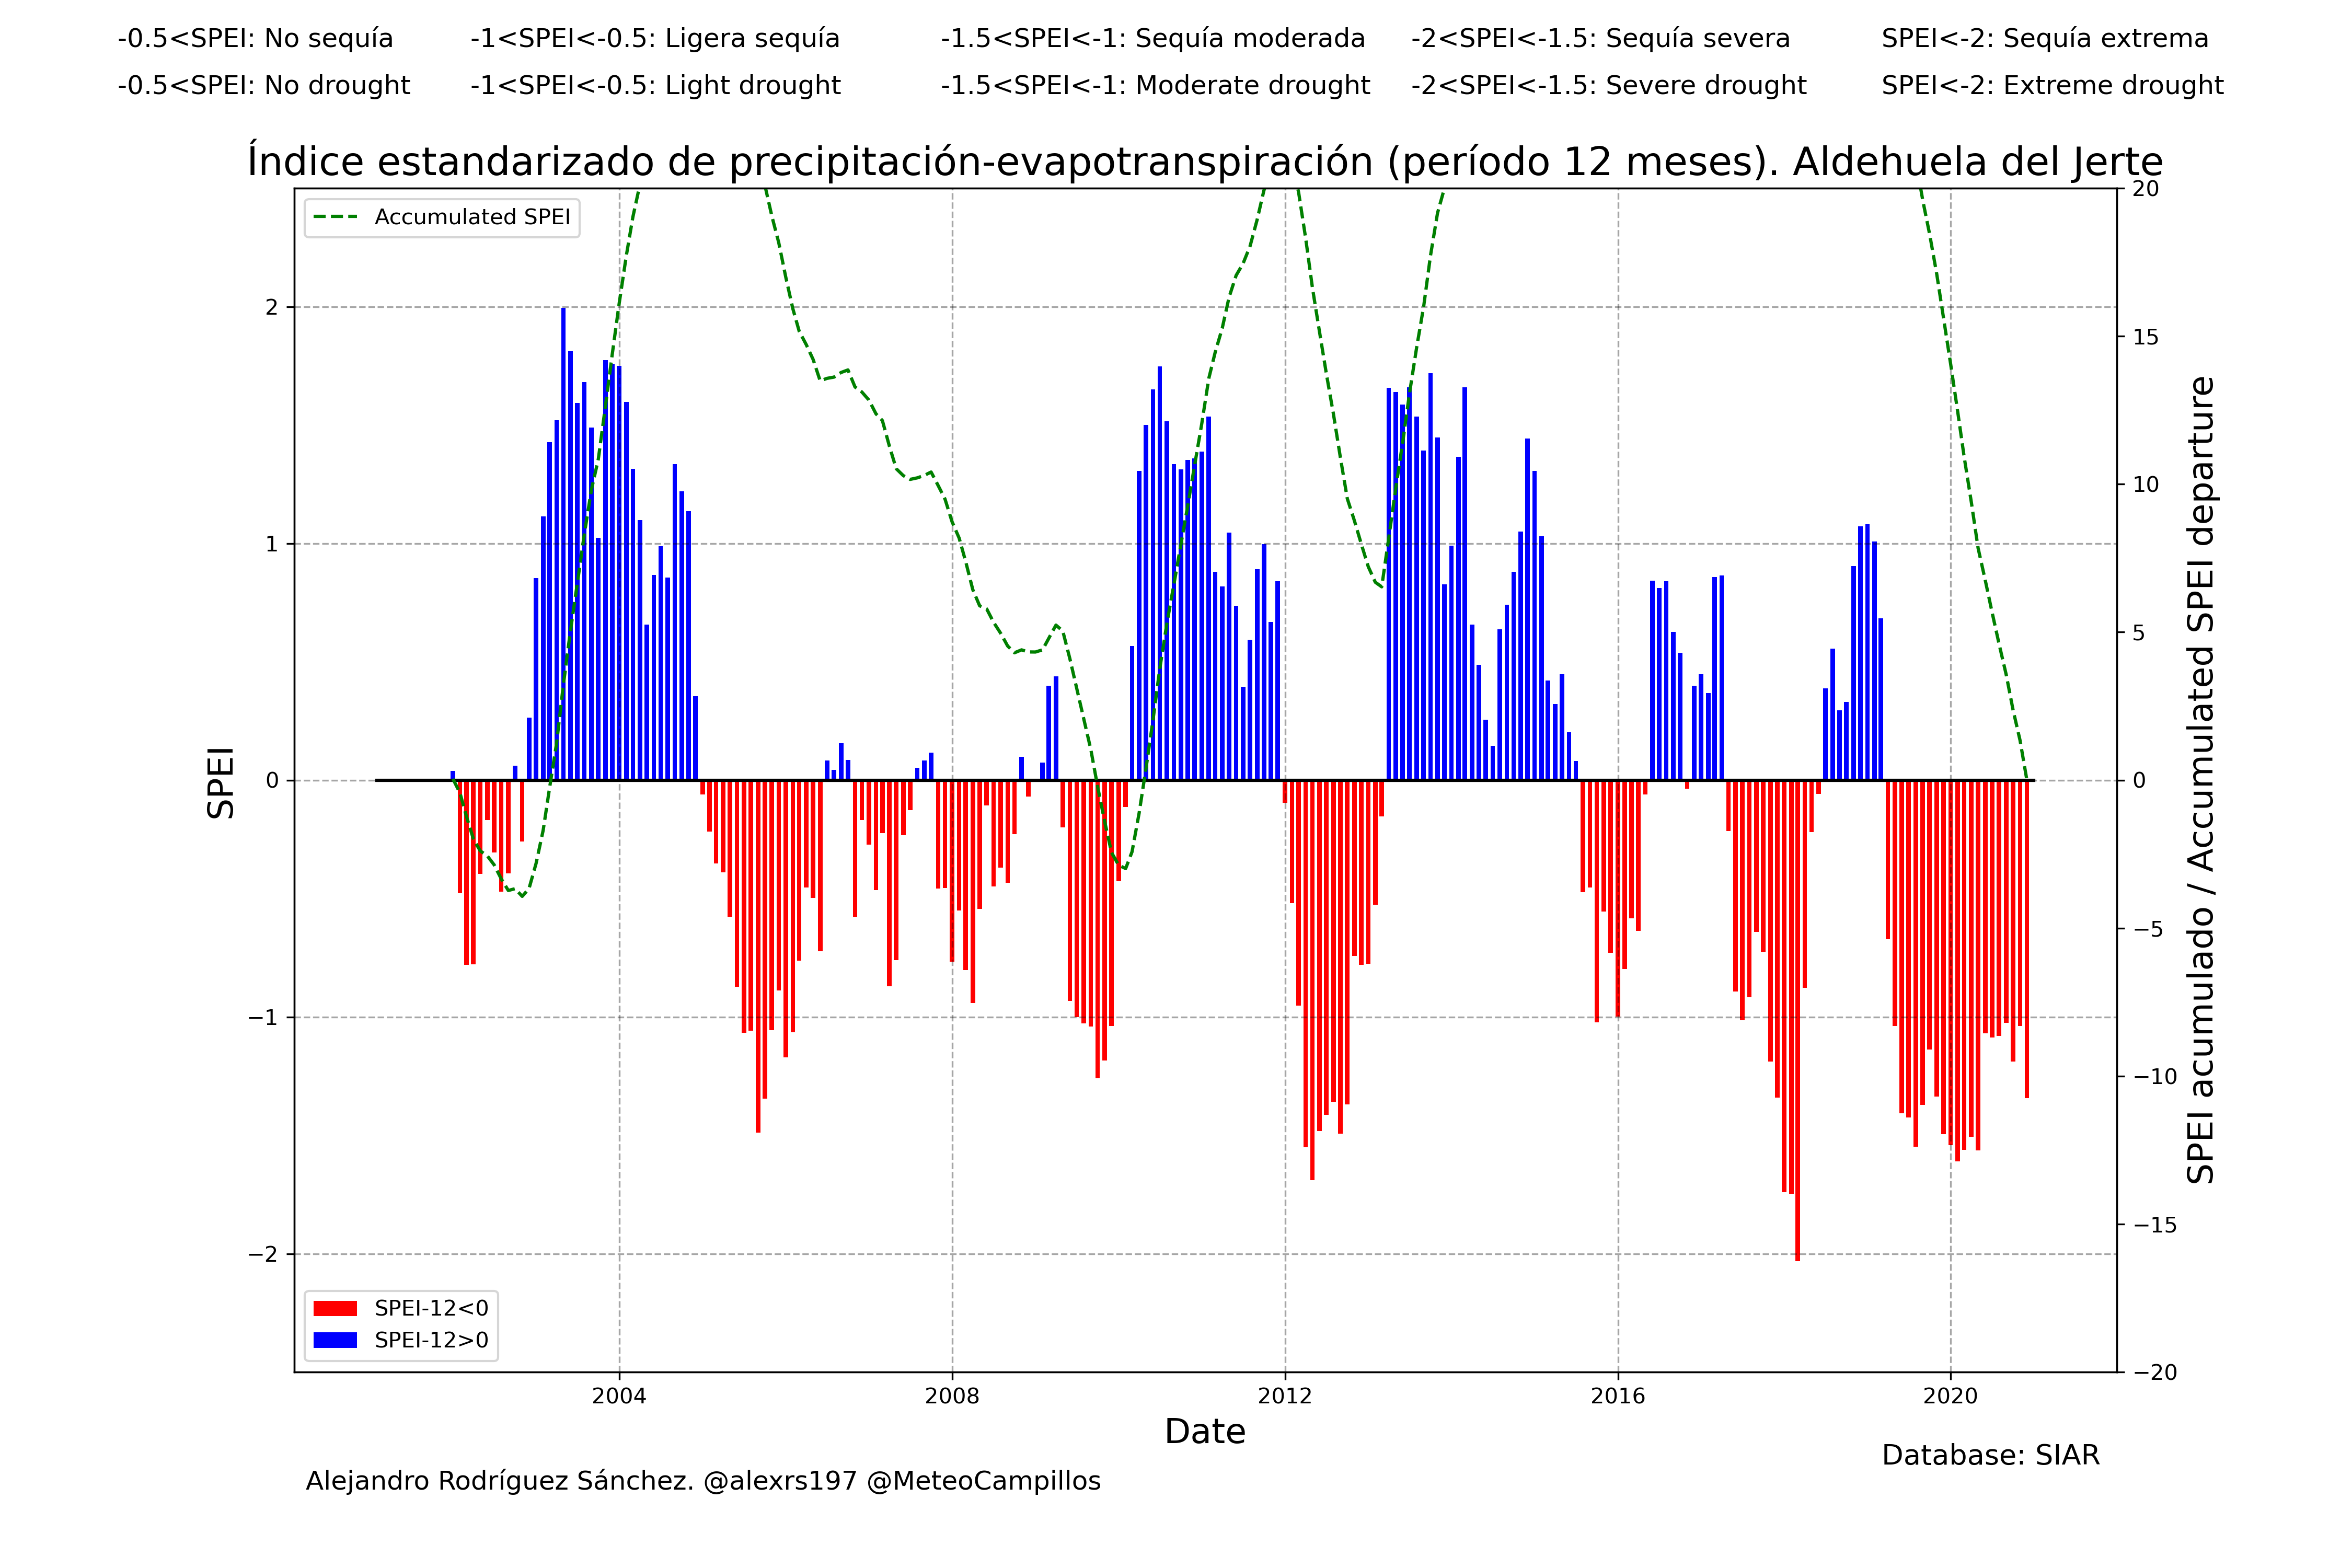 -0.5<SPEI: No sequía -1<SPEI<-0.5: Ligera sequía -1.5<SPEI<-1: Sequía moderada -2<SPEI<-1.5: Sequía severa SPEI<-2: Sequía extrema
-0.5<SPEI: No drought -1<SPEI<-0.5: Light drought -1.5<SPEI<-1: Moderate drought -2<SPEI<-1.5: Severe drought SPEI<-2: Extreme drought
Índice estandarizado de precipitación-evapotranspiración (período 12 meses). Aldehuela del Jerte
Accumulated SPEI
SPEI
2
1
0
−1
−2
20
15
10
5
0
−5
−10
−15
−20
SPEI acumulado / Accumulated SPEI departure
SPEI-12<0
SPEI-12>0
2004 2008 2012 2016 2020
Date
Database: SIAR
Alejandro Rodríguez Sánchez. @alexrs197 @MeteoCampillos